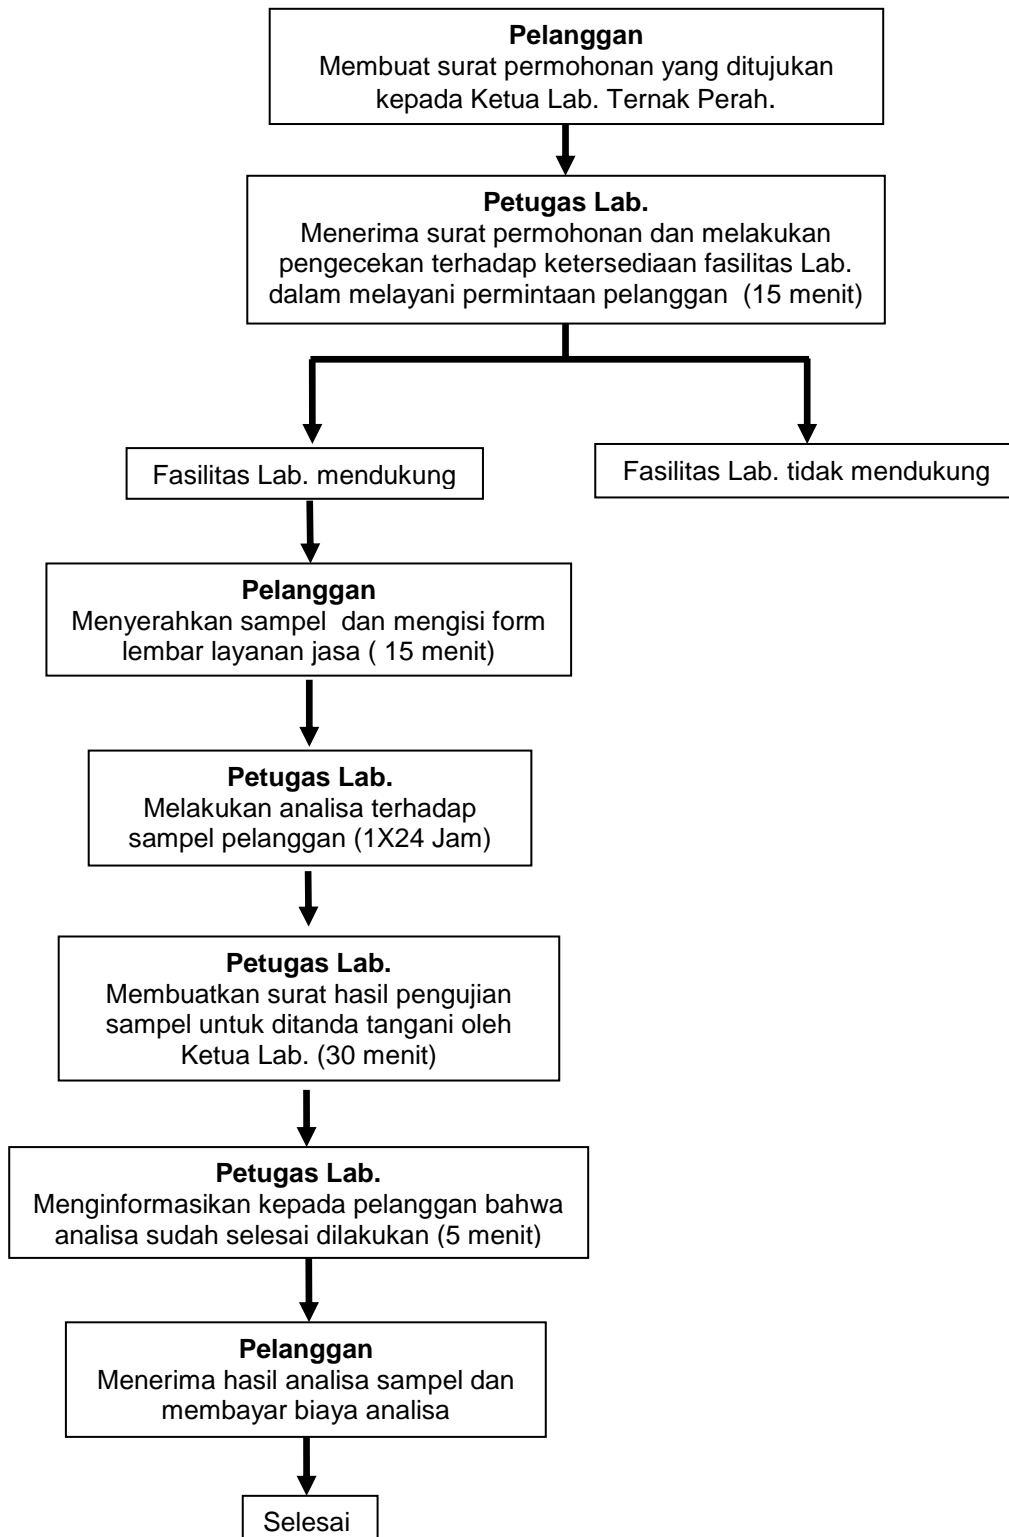 Pelanggan
Membuat surat permohonan yang ditujukan
kepada Ketua Lab. Ternak Perah.
Petugas Lab.
Menerima surat permohonan dan melakukan
pengecekan terhadap ketersediaan fasilitas Lab.
dalam melayani permintaan pelanggan (15 menit)
Fasilitas Lab. mendukung
Fasilitas Lab. tidak mendukung
Pelanggan
Menyerahkan sampel dan mengisi form
lembar layanan jasa ( 15 menit)
Petugas Lab.
Melakukan analisa terhadap
sampel pelanggan (1X24 Jam)
Petugas Lab.
Membuatkan surat hasil pengujian
sampel untuk ditanda tangani oleh
Ketua Lab. (30 menit)
Petugas Lab.
Menginformasikan kepada pelanggan bahwa
analisa sudah selesai dilakukan (5 menit)
Pelanggan
Menerima hasil analisa sampel dan
membayar biaya analisa
Selesai